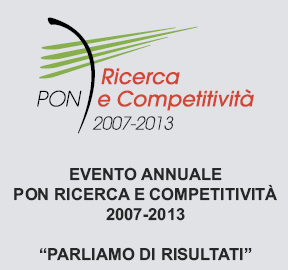 Ricerca
PON e Competitività
2007-2013
EVENTO ANNUALE
PON RICERCA E COMPETITIVITÀ
2007-2013
“PARLIAMO DI RISULTATI”